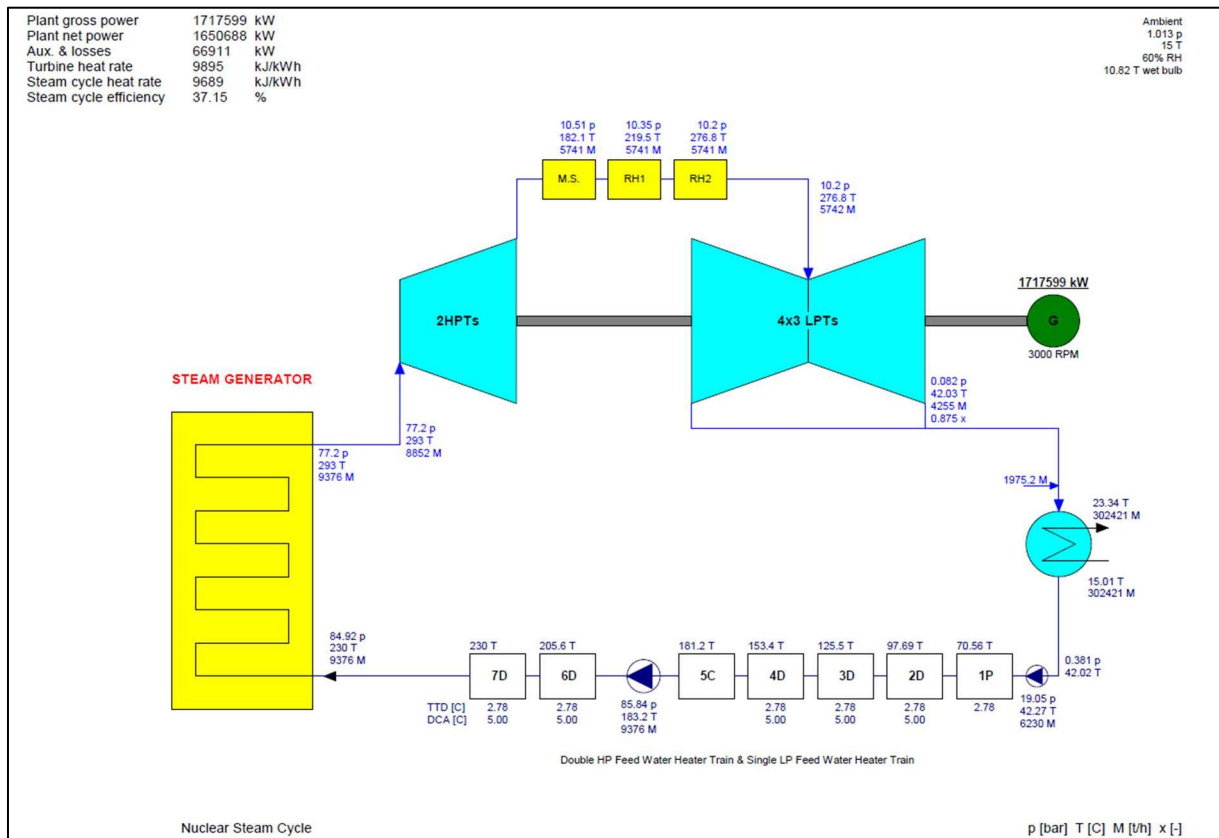 Plant gross power 1717599 kW
Plant net power 1650688 kW
Aux. & losses 66911 kW
Turbine heat rate 9895 kJ/kWh
Steam cycle heat rate 9689 kJ/kWh
Steam cycle efficiency 37.15 %
Ambient
1.013 p
15 T
60% RH
10.82 T wet bulb
10.51 p
182.1 T
5741 M
10.35 p
219.5 T
5741 M
10.2 p
276.8 T
5741 M
M.S.
RH1
RH2
10.2 p
276.8 T
5742 M
2HPTs
4x3 LPTs
1717599 kW
G
3000 RPM
STEAM GENERATOR
77.2 p
293 T
9376 M
77.2 p
293 T
8852 M
0.082 p
42.03 T
4255 M
0.875 x
1975.2 M
23.34 T
302421 M
15.01 T
302421 M
84.92 p
230 T
9376 M
230 T
205.6 T
181.2 T
153.4 T
125.5 T
97.69 T
70.56 T
0.381 p
42.02 T
7D
6D
5C
4D
3D
2D
1P
TTD [C] 2.78 2.78 2.78 2.78 2.78 2.78
DCA [C] 5.00 5.00 5.00 5.00 5.00
85.84 p
183.2 T
9376 M
19.05 p
42.27 T
6230 M
Double HP Feed Water Heater Train & Single LP Feed Water Heater Train
Nuclear Steam Cycle
p [bar] T [C] M [t/h] x [-]